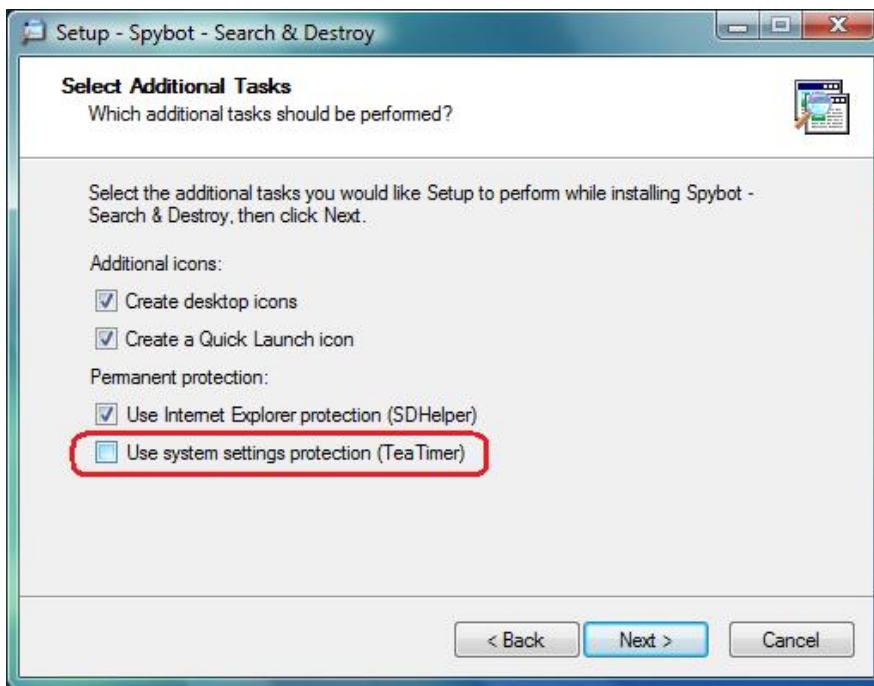 Setup - Spybot - Search & Destroy
Select Additional Tasks
Which additional tasks should be performed?
Select the additional tasks you would like Setup to perform while installing Spybot -
Search & Destroy, then click Next.
Additional icons:
Create desktop icons
Create a Quick Launch icon
Permanent protection:
Use Internet Explorer protection (SDHelper)
Use system settings protection (TeaTimer)
< Back
Next >
Cancel